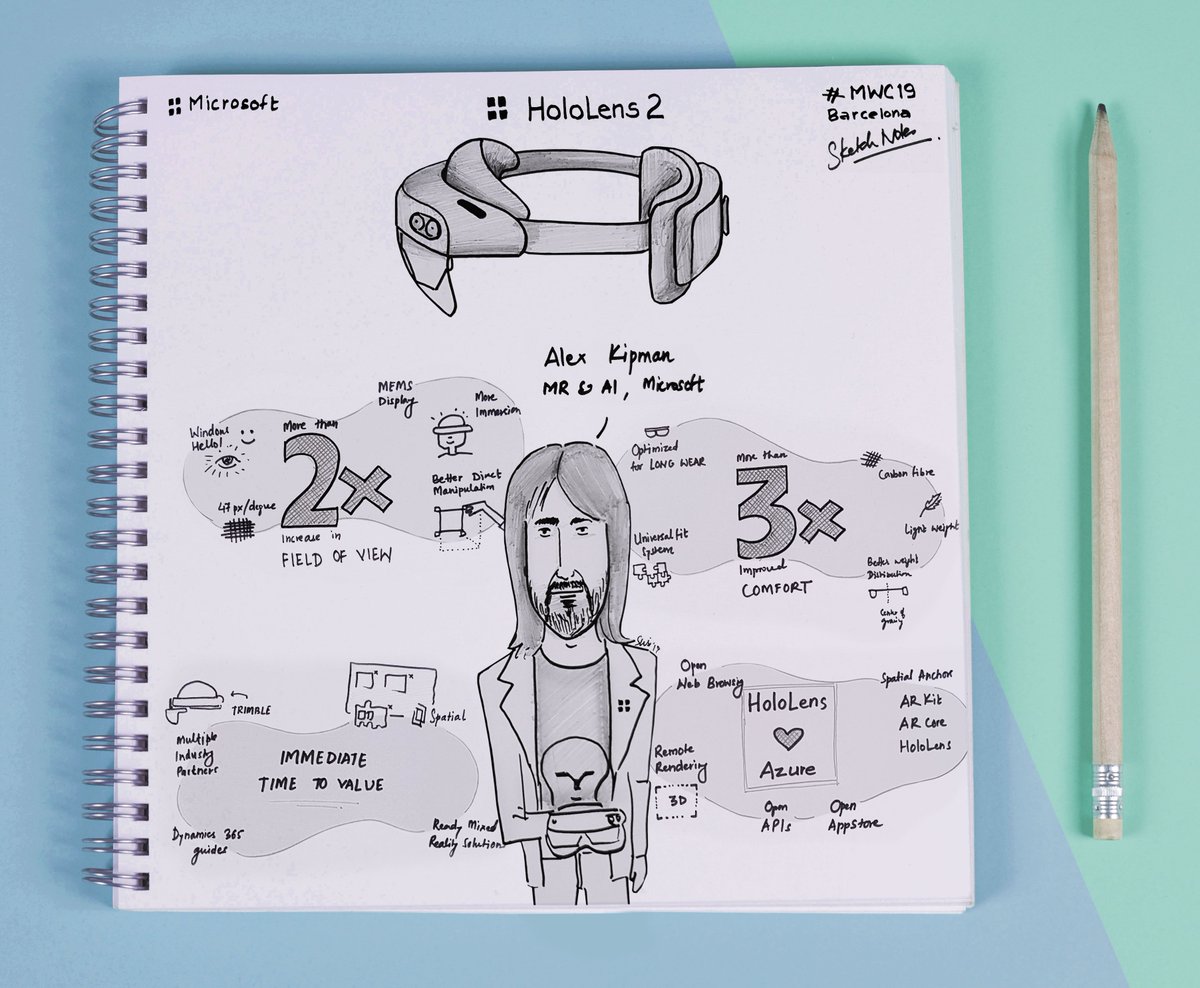 Microsoft
HoloLens 2
# MWC19
Barcelona
Sketch Notes
Alex Kipman
MR & AI, Microsoft
Windows
Hello!
More than
2x
Increase in
FIELD OF VIEW
MEMS
Display
More
Immersion
47 px/degree
Better Direct
Manipulation
Optimized
for LONG WEAR
More than
3x
Improved
COMFORT
Carbon fibre
Light weight
Universal fit
System
Better weight
Distribution
Center of
gravity
TRIMBLE
Spatial
Multiple
Industry
Partners
IMMEDIATE
TIME TO VALUE
Dynamics 365
guides
Ready Mixed
Reality Solutions
Open
Web Browsing
HoloLens
Azure
Spatial Anchor
AR Kit
AR Core
HoloLens
Remote
Rendering
3D
Open
APIs
Open
AppStore